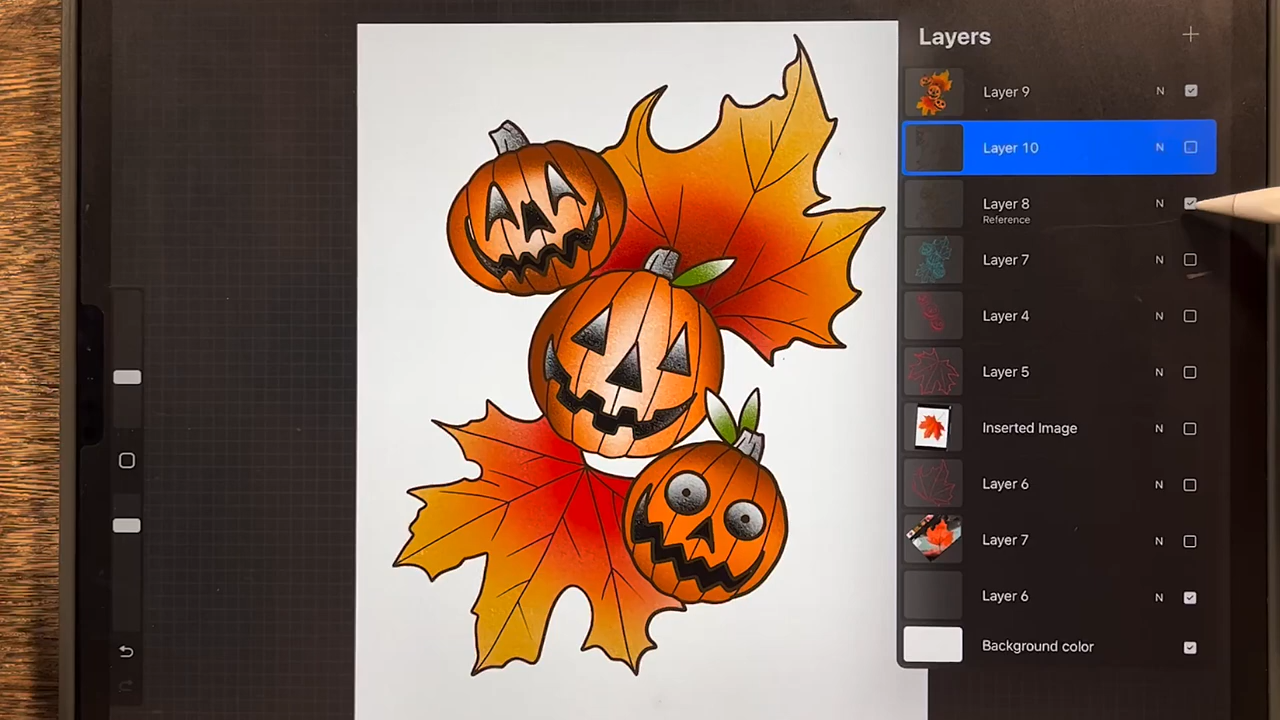 Layers
Layer 9 N
Layer 10 N
Layer 8 N
Reference
Layer 7 N
Layer 4 N
Layer 5 N
Inserted Image N
Layer 6 N
Layer 7 N
Layer 6 N
Background color